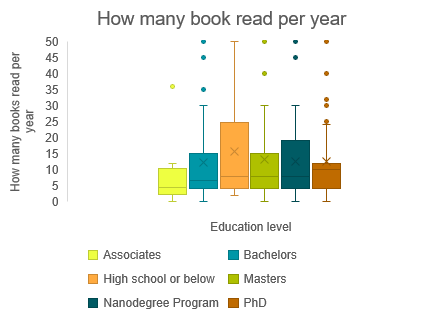 How many book read per year
How many books read per
year
50
45
40
35
30
25
20
15
10
5
0
Education level
Associates
Bachelors
High school or below
Masters
Nanodegree Program
PhD